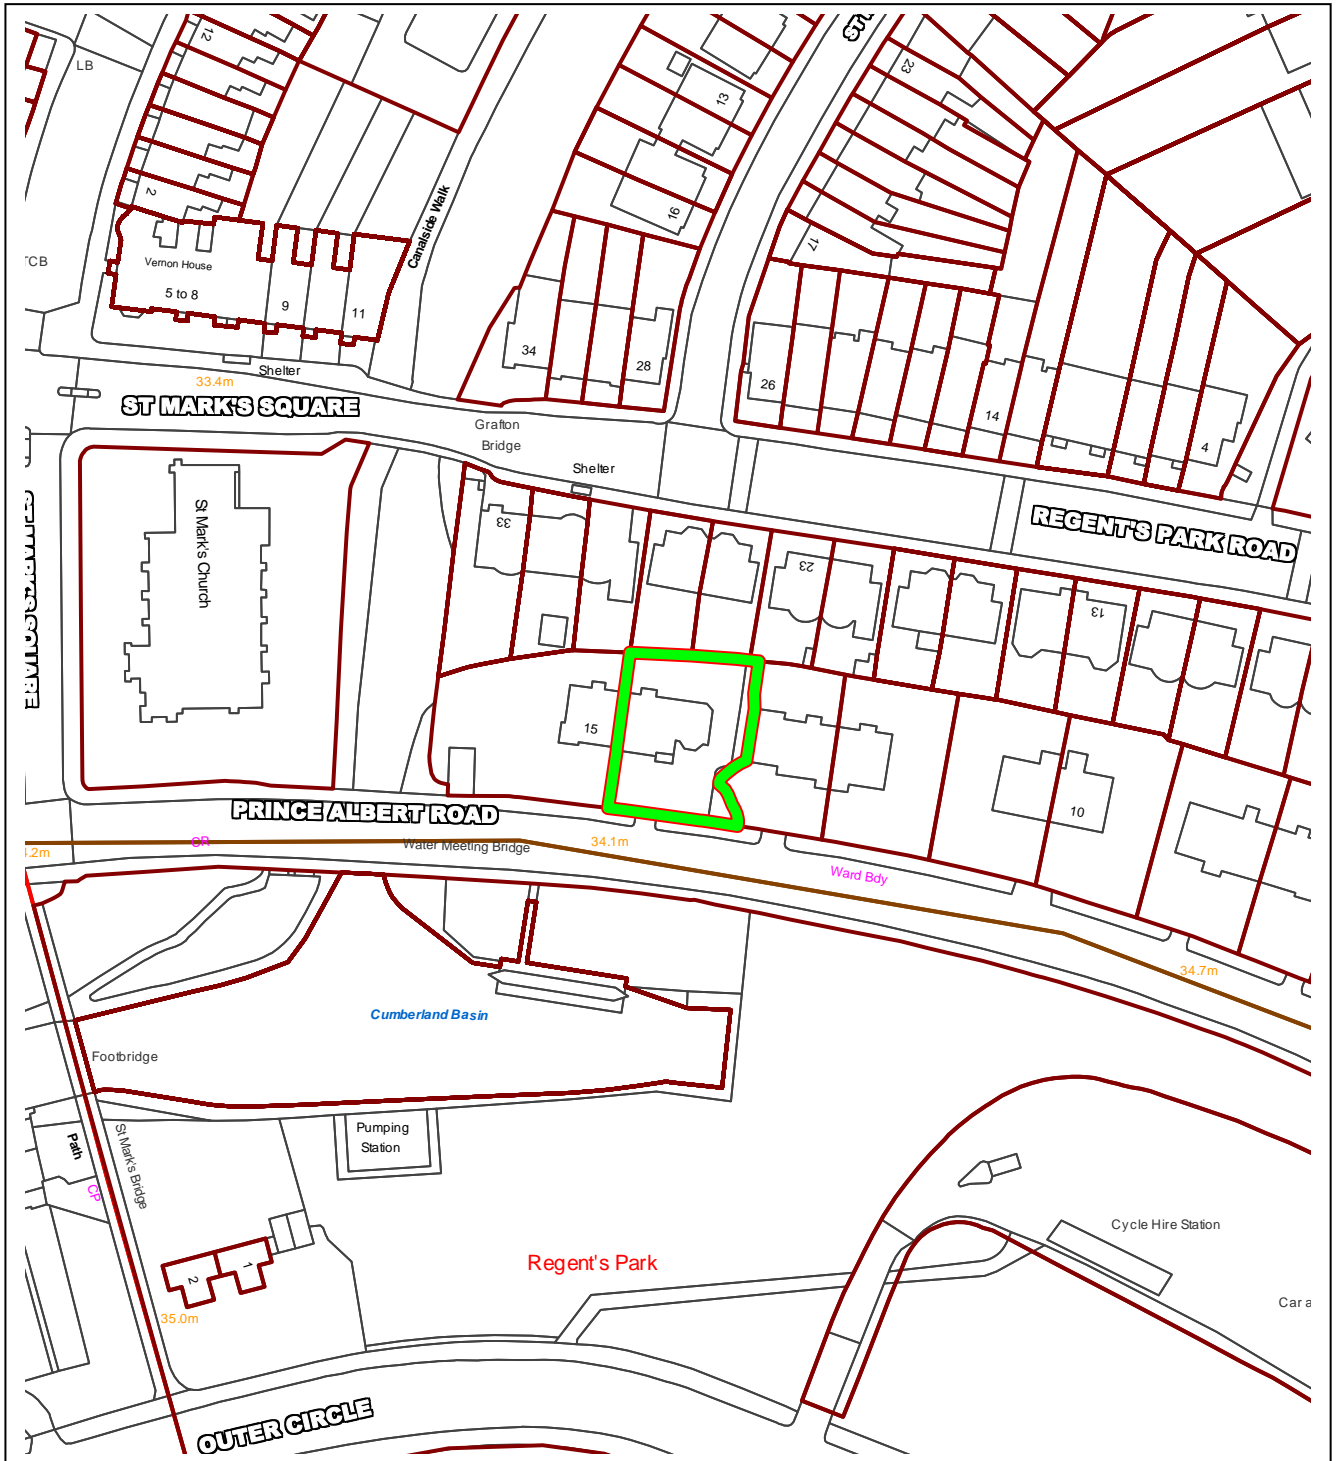 12
LB
13
23
2
16
17
Canalside Walk
Vernon House
5 to 8
9
11
34
28
26
14
4
Shelter
33.4m
ST MARK'S SQUARE
Grafton
Bridge
Shelter
St Mark's Church
33
REGENT'S PARK ROAD
23
13
15
10
PRINCE ALBERT ROAD
CR
Water Meeting Bridge
34.1m
Ward Bdy
34.7m
Cumberland Basin
Footbridge
Path
St Mark's Bridge
CP
Pumping
Station
Cycle Hire Station
Regent's Park
1
2
35.0m
Car a
OUTER CIRCLE